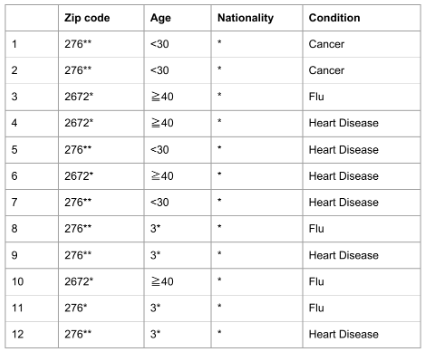 Zip code Age Nationality Condition
1 276** <30 * Cancer
2 276** <30 * Cancer
3 2672* ≧40 * Flu
4 2672* ≧40 * Heart Disease
5 276** <30 * Heart Disease
6 2672* ≧40 * Heart Disease
7 276** <30 * Heart Disease
8 276** 3* * Flu
9 276** 3* * Heart Disease
10 2672* ≧40 * Flu
11 276* 3* * Flu
12 276** 3* * Heart Disease